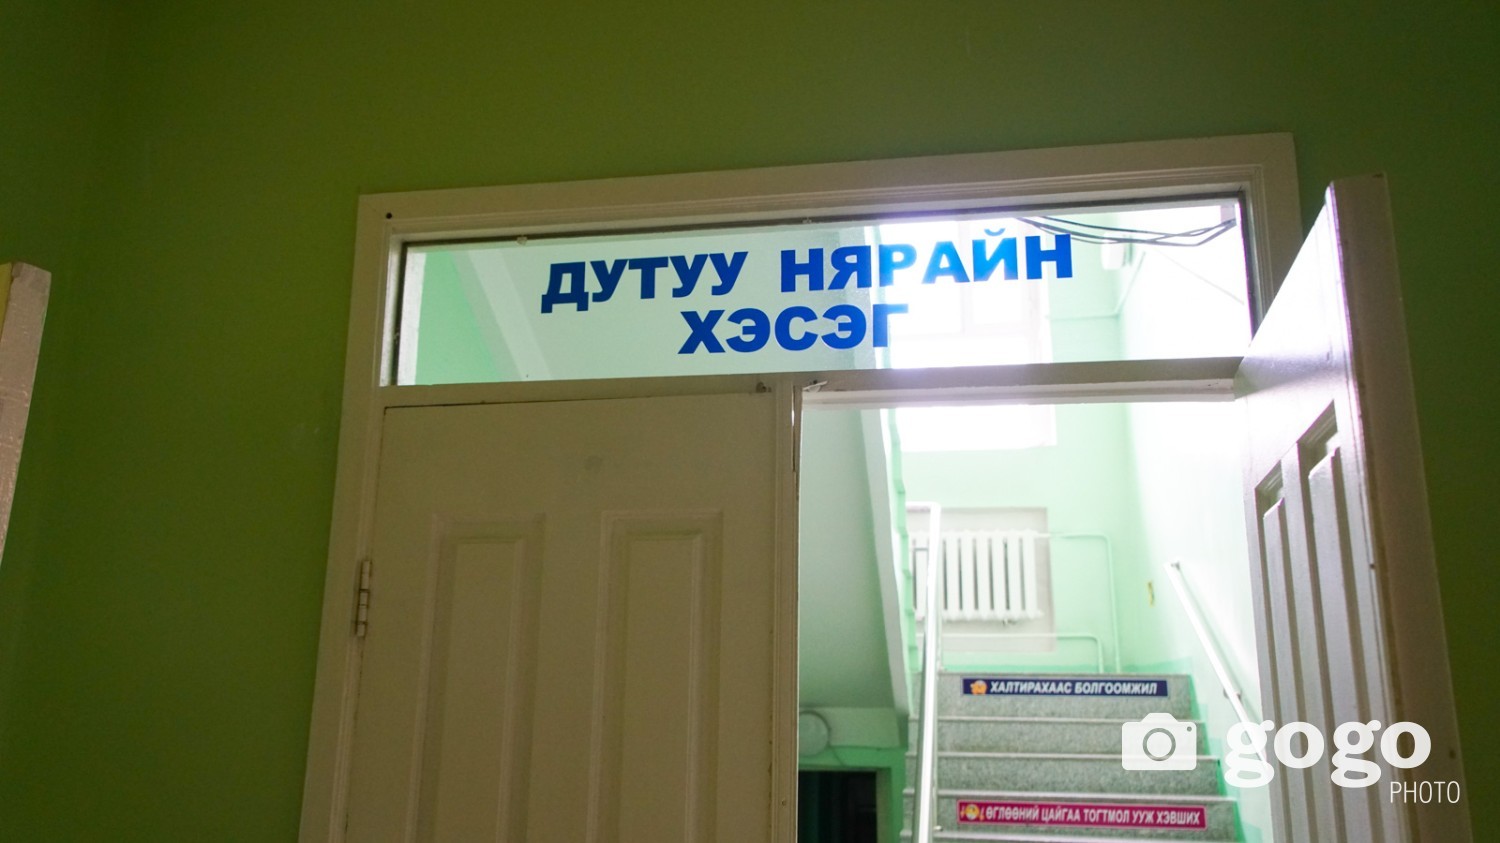 ДУТУУ НЯРАЙН
ХЭСЭГ
ХАЛТИРАХААС БОЛГООМЖИЛ
ӨГЛӨӨНИЙ ЦАЙГАА ТОГТМОЛ УУЖ ХЭВШИХ
gogo
PHOTO